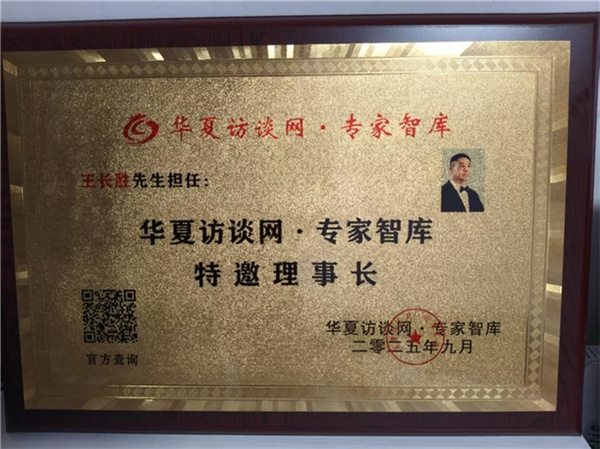 华夏访谈网·专家智库
王长胜先生担任：
华夏访谈网·专家智库
特邀理事长
官方查询
华夏访谈网·专家智库
二零二五年九月